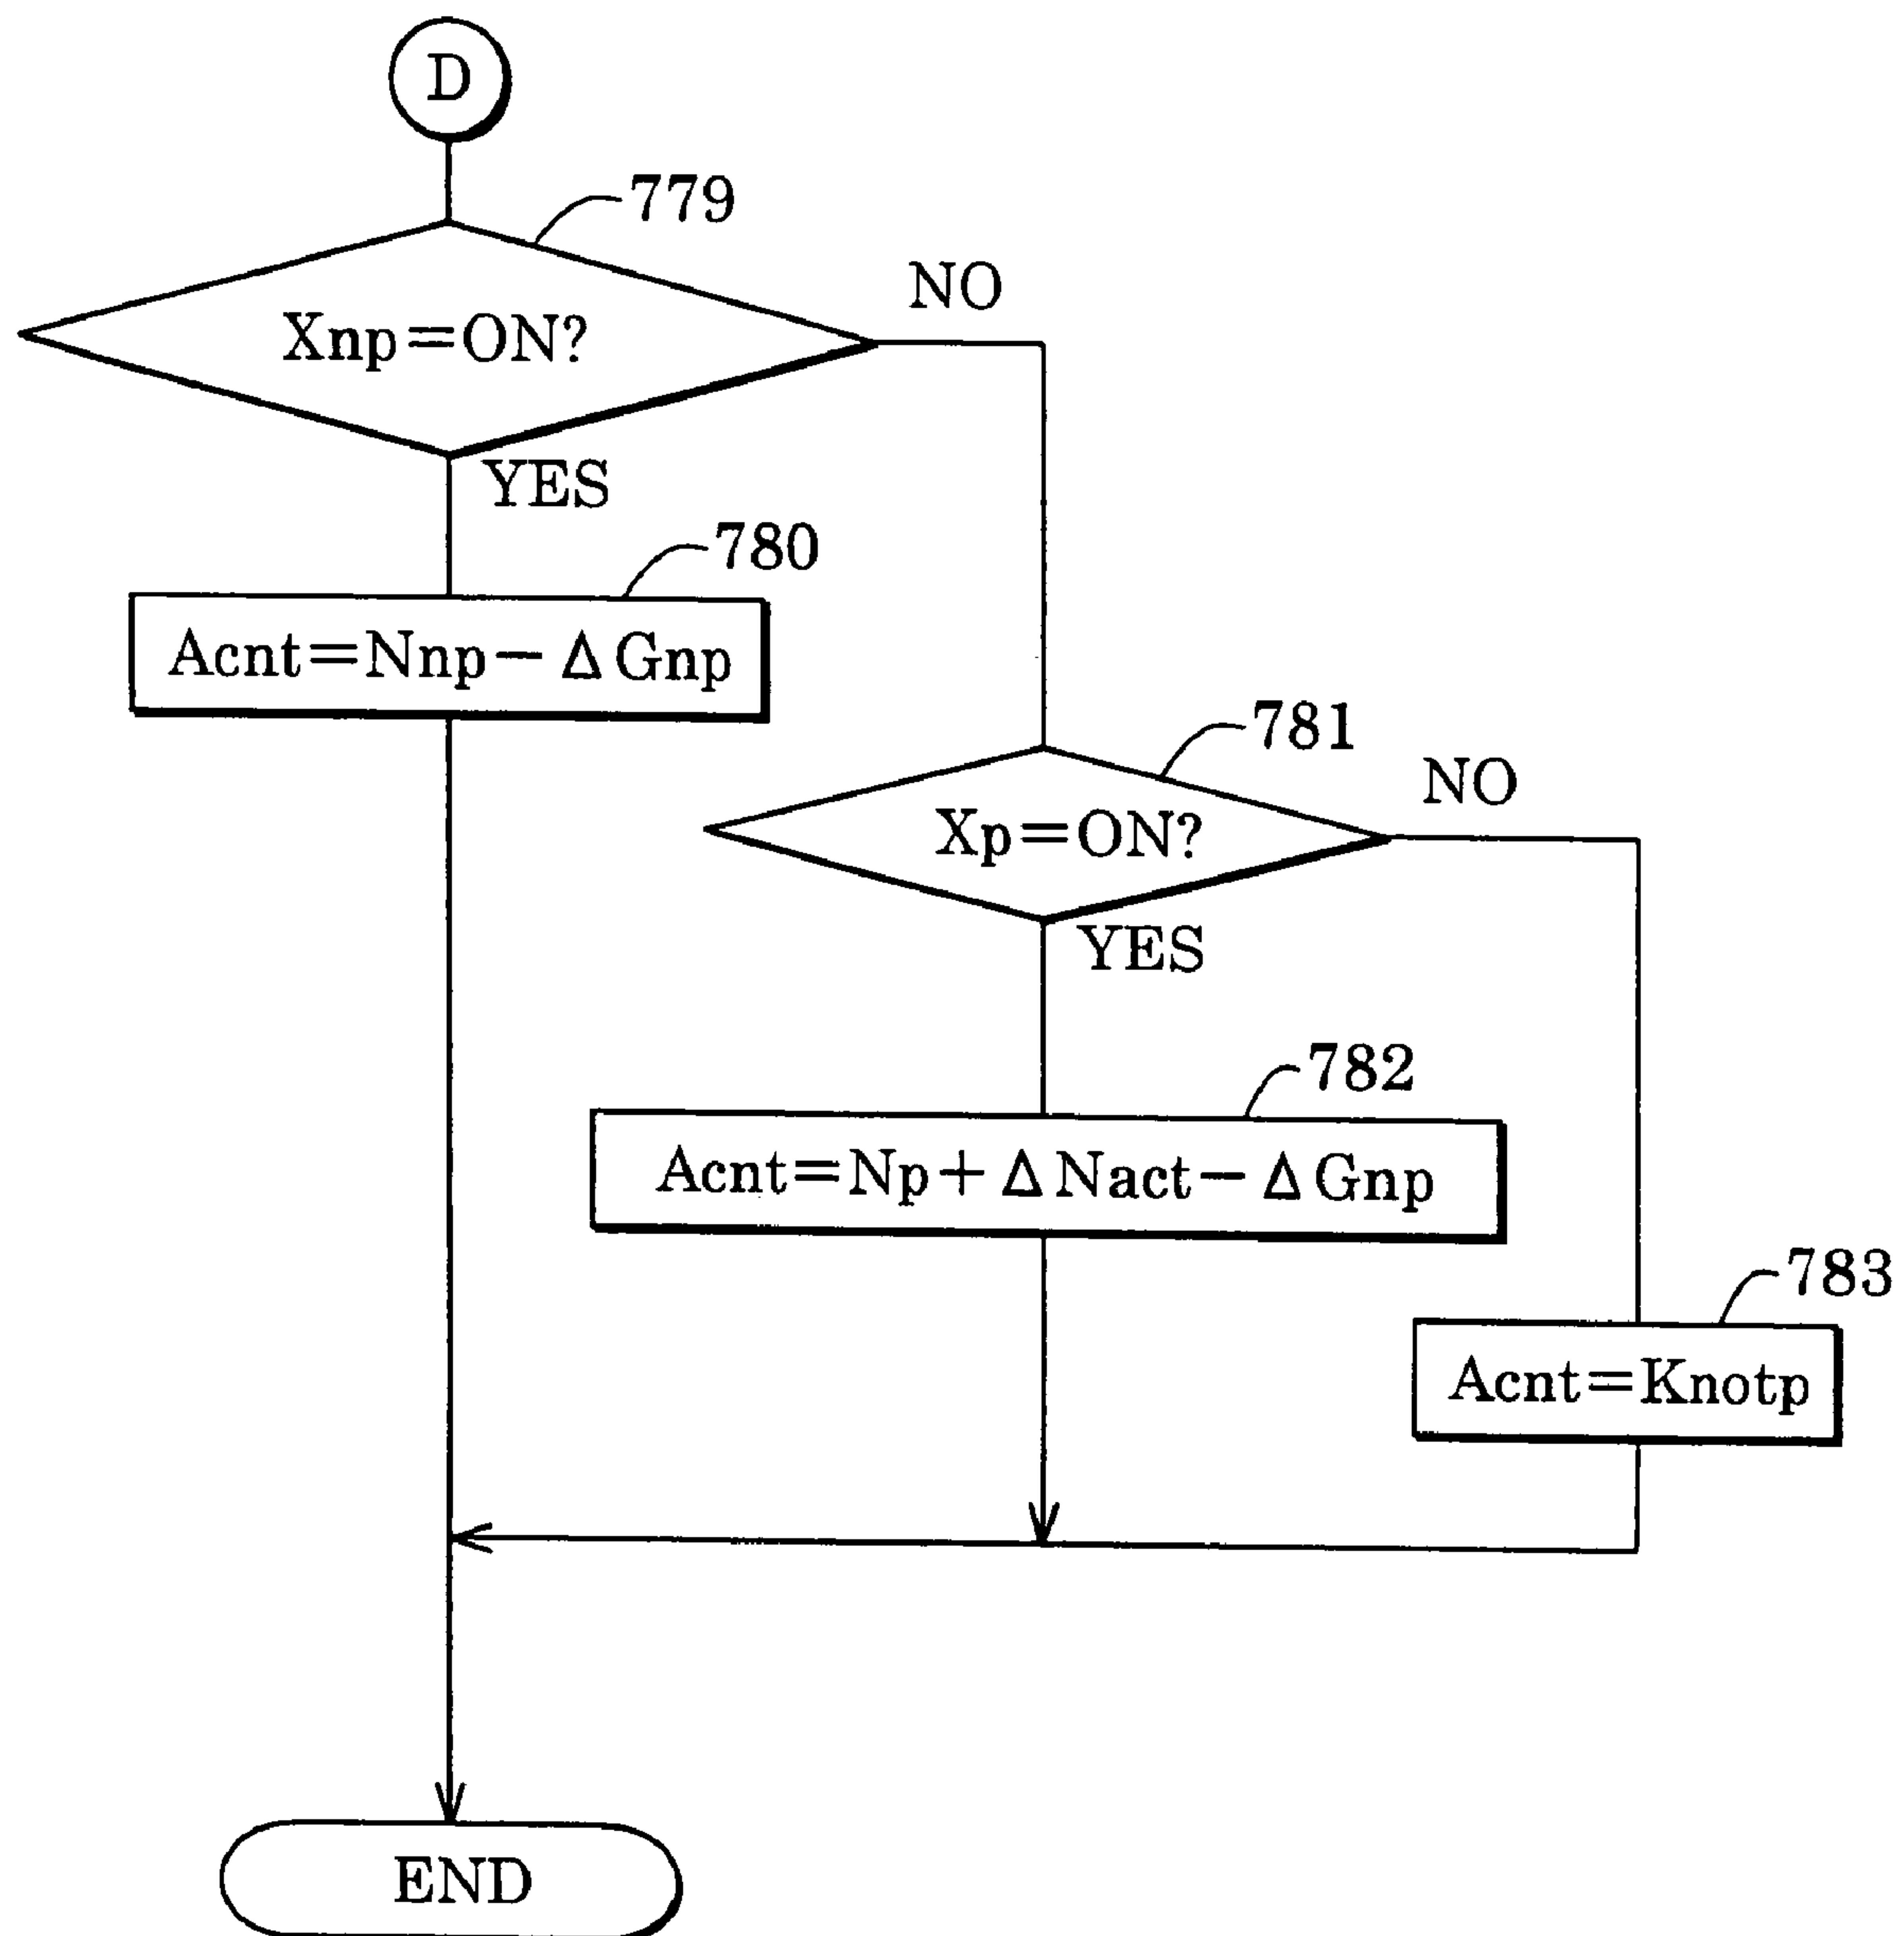 D
779
Xnp=ON?
NO
YES
780
Acnt=Nnp−ΔGnp
781
Xp=ON?
NO
YES
782
Acnt=Np+ΔNact−ΔGnp
783
Acnt=Knotp
END